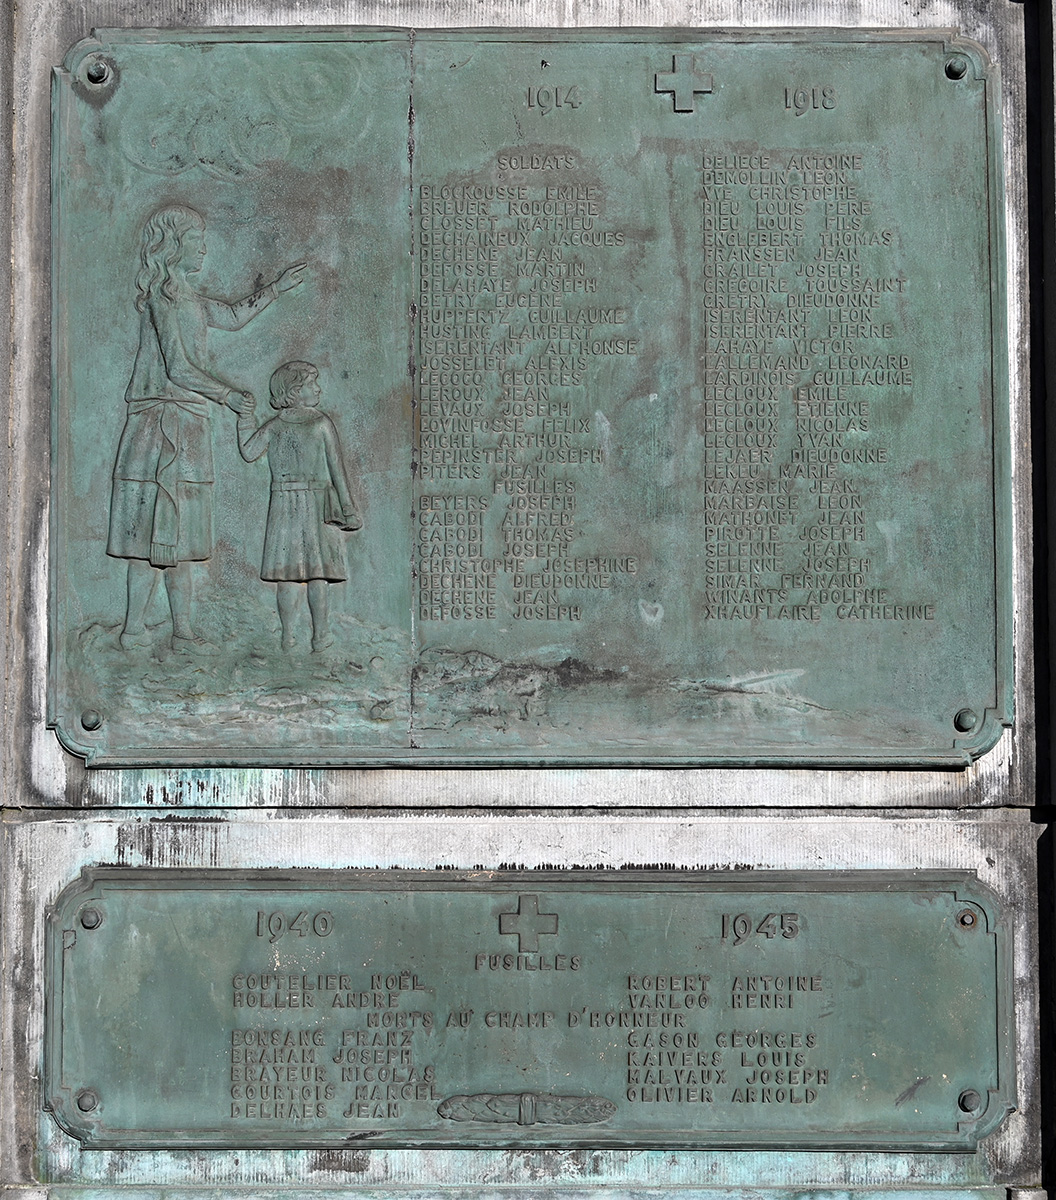 1914 1918
SOLDATS
BLOCKOUSSE EMILE
BREUER RODOLPHE
CLOSSET MATHIEU
DECHAINEUX JACQUES
DECHENE JEAN
DEFOSSE MARTIN
DELAHAYE JOSEPH
DETRY EUGÈNE
HUPPERTZ GUILLAUME
HUSTING LAMBERT
ISERENTANT ALPHONSE
JOSSELET ALEXIS
LECOCQ GEORGES
LEROUX JEAN
LEVAUX JOSEPH
LOVINFOSSE FELIX
MICHEL ARTHUR
PEPINSTER JOSEPH
PITERS JEAN
FUSILLES
BEYERS JOSEPH
CABODI ALFRED
CABODI THOMAS
CABODI JOSEPH
CHRISTOPHE JOSEPHINE
DECHENE DIEUDONNE
DECHENE JEAN
DEFOSSE JOSEPH
DELIEGE ANTOINE
DEMOLLIN LEON
VVE CHRISTOPHE
DIEU LOUIS PERE
DIEU LOUIS FILS
ENGLEBERT THOMAS
FRANSSEN JEAN
GRAILET JOSEPH
GREGOIRE TOUSSAINT
GRETRY DIEUDONNE
ISERENTANT LEON
ISERENTANT PIERRE
LAHAYE VICTOR
LALLEMAND LEONARD
LARDINOIS GUILLAUME
LECLOUX EMILE
LECLOUX ETIENNE
LECLOUX NICOLAS
LECLOUX YVAN
LEJAER DIEUDONNE
LEKEU MARIE
MAASSEN JEAN
MARBAISE LEON
MATHONET JEAN
PIROTTE JOSEPH
SELENNE JEAN
SELENNE JOSEPH
SIMAR FERNAND
WINANTS ADOLPHE
XHAUFLAIRE CATHERINE
1940 1945
FUSILLES
COUTELIER NOËL
HOLLER ANDRE
ROBERT ANTOINE
VANLOO HENRI
MORTS AU CHAMP D'HONNEUR
BONSANG FRANZ
BRAHAM JOSEPH
BRAYEUR NICOLAS
COURTOIS MARCEL
DELHAES JEAN
GASON GEORGES
KAIVERS LOUIS
MALVAUX JOSEPH
OLIVIER ARNOLD